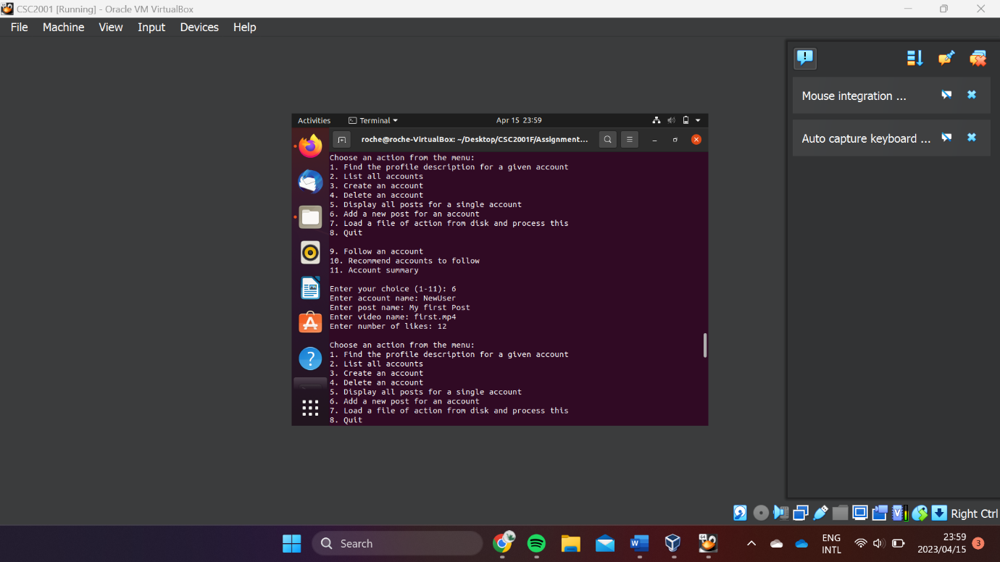 CSC2001 [Running] - Oracle VM VirtualBox
File Machine View Input Devices Help
Mouse integration ...
Auto capture keyboard ...
Activities Terminal Apr 15 23:59
roche@roche-VirtualBox: ~/Desktop/CSC2001F/Assignment...
Choose an action from the menu:
1. Find the profile description for a given account
2. List all accounts
3. Create an account
4. Delete an account
5. Display all posts for a single account
6. Add a new post for an account
7. Load a file of action from disk and process this
8. Quit
9. Follow an account
10. Recommend accounts to follow
11. Account summary
Enter your choice (1-11): 6
Enter account name: NewUser
Enter post name: My first Post
Enter video name: first.mp4
Enter number of likes: 12
Choose an action from the menu:
1. Find the profile description for a given account
2. List all accounts
3. Create an account
4. Delete an account
5. Display all posts for a single account
6. Add a new post for an account
7. Load a file of action from disk and process this
8. Quit
Right Ctrl
Search
ENG
INTL
23:59
2023/04/15
3